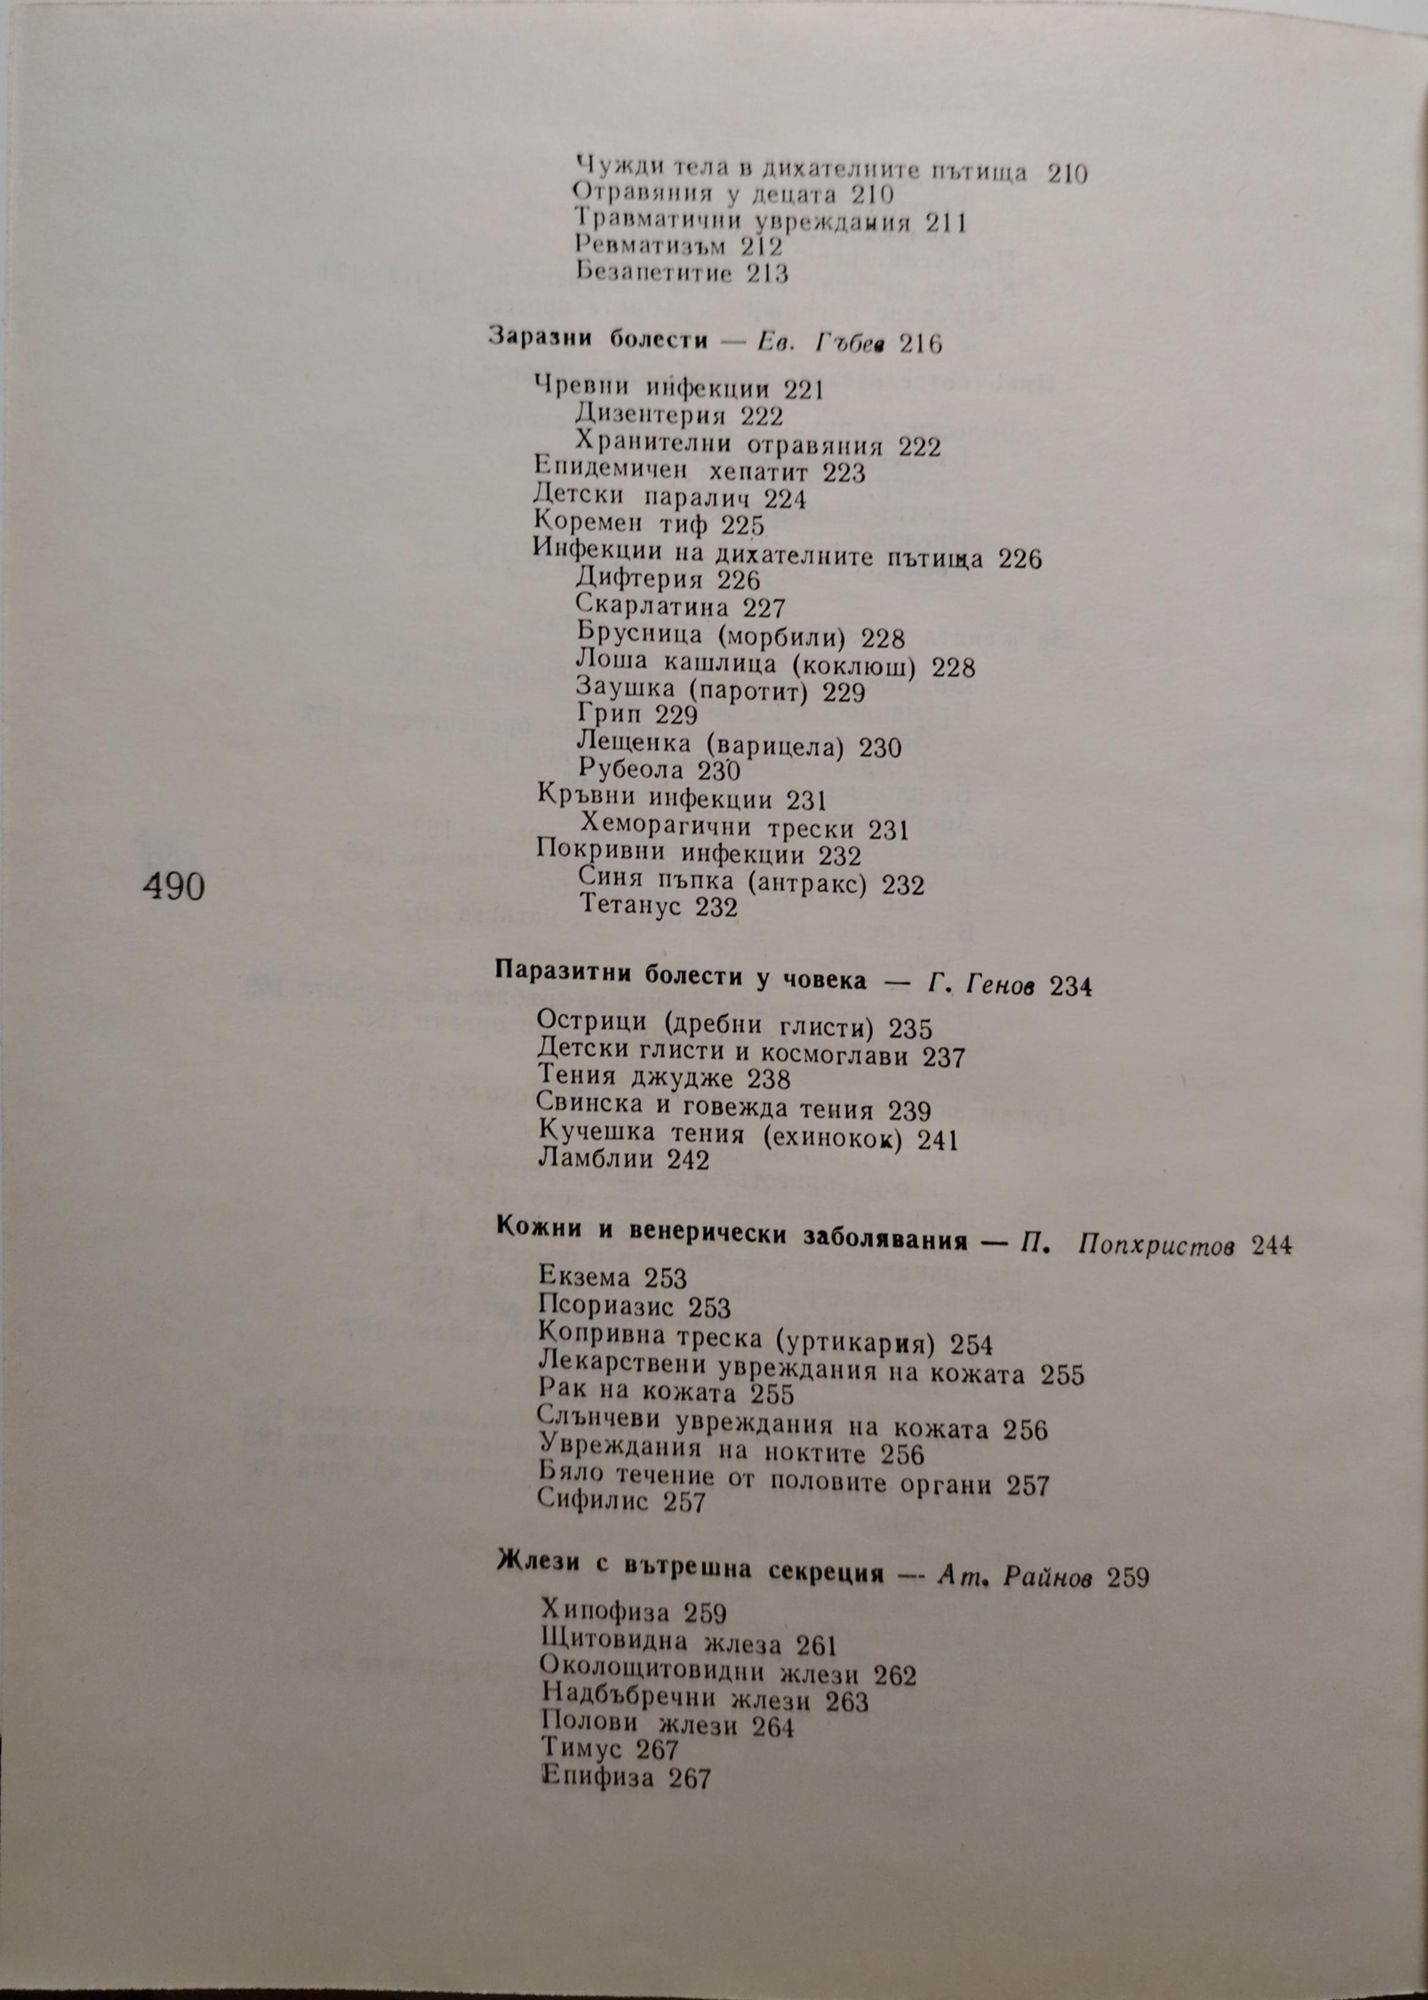 Чужди тела в дихателните пътища 210
Отравяния у децата 210
Травматични увреждания 211
Ревматизъм 212
Безапетитие 213
Заразни болести — Ев. Гъбев 216
Чревни инфекции 221
Дизентерия 222
Хранителни отравяния 222
Епидемичен хепатит 223
Детски паралич 224
Коремен тиф 225
Инфекции на дихателните пътища 226
Дифтерия 226
Скарлатина 227
Брусница (морбили) 228
Лоша кашлица (коклюш) 228
Заушка (паротит) 229
Грип 229
Лещенка (варицела) 230
Рубеола 230
Кръвни инфекции 231
Хеморагични трески 231
Покривни инфекции 232
Синя пъпка (антракс) 232
Тетанус 232
490
Паразитни болести у човека — Г. Генов 234
Острици (дребни глисти) 235
Детски глисти и космоглави 237
Тения джудже 238
Свинска и говежда тения 239
Кучешка тения (ехинокок) 241
Ламблии 242
Кожни и венерически заболявания — П. Попхристов 244
Екзема 253
Псориазис 253
Копривна треска (уртикария) 254
Лекарствени увреждания на кожата 255
Рак на кожата 255
Слънчеви увреждания на кожата 256
Увреждания на ноктите 256
Бяло течение от половите органи 257
Сифилис 257
Жлези с вътрешна секреция — Ат. Райнов 259
Хипофиза 259
Щитовидна жлеза 261
Околощитовидни жлези 262
Надбъбречни жлези 263
Полови жлези 264
Тимус 267
Епифиза 267